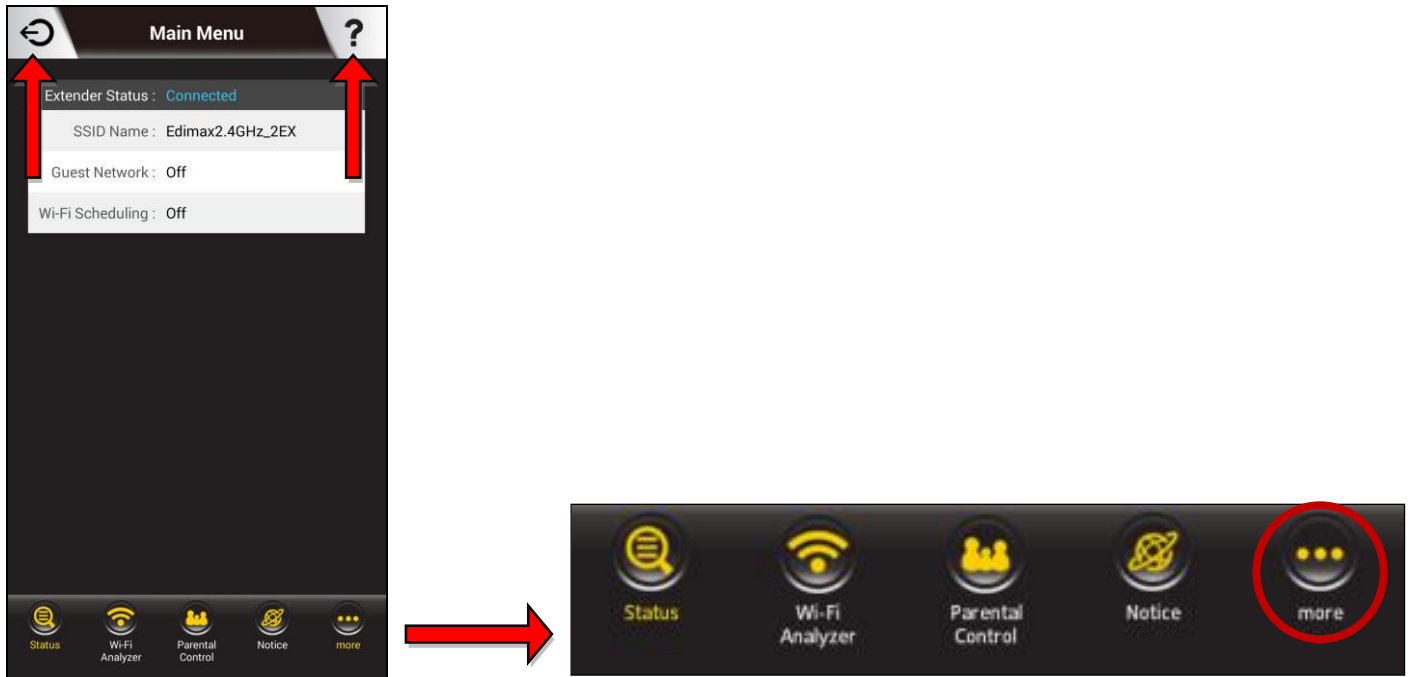 Main Menu
?
Extender Status : Connected
SSID Name : Edimax2.4GHz_2EX
Guest Network : Off
Wi-Fi Scheduling : Off
Status
Wi-Fi
Analyzer
Parental
Control
Notice
more
Status
Wi-Fi
Analyzer
Parental
Control
Notice
more